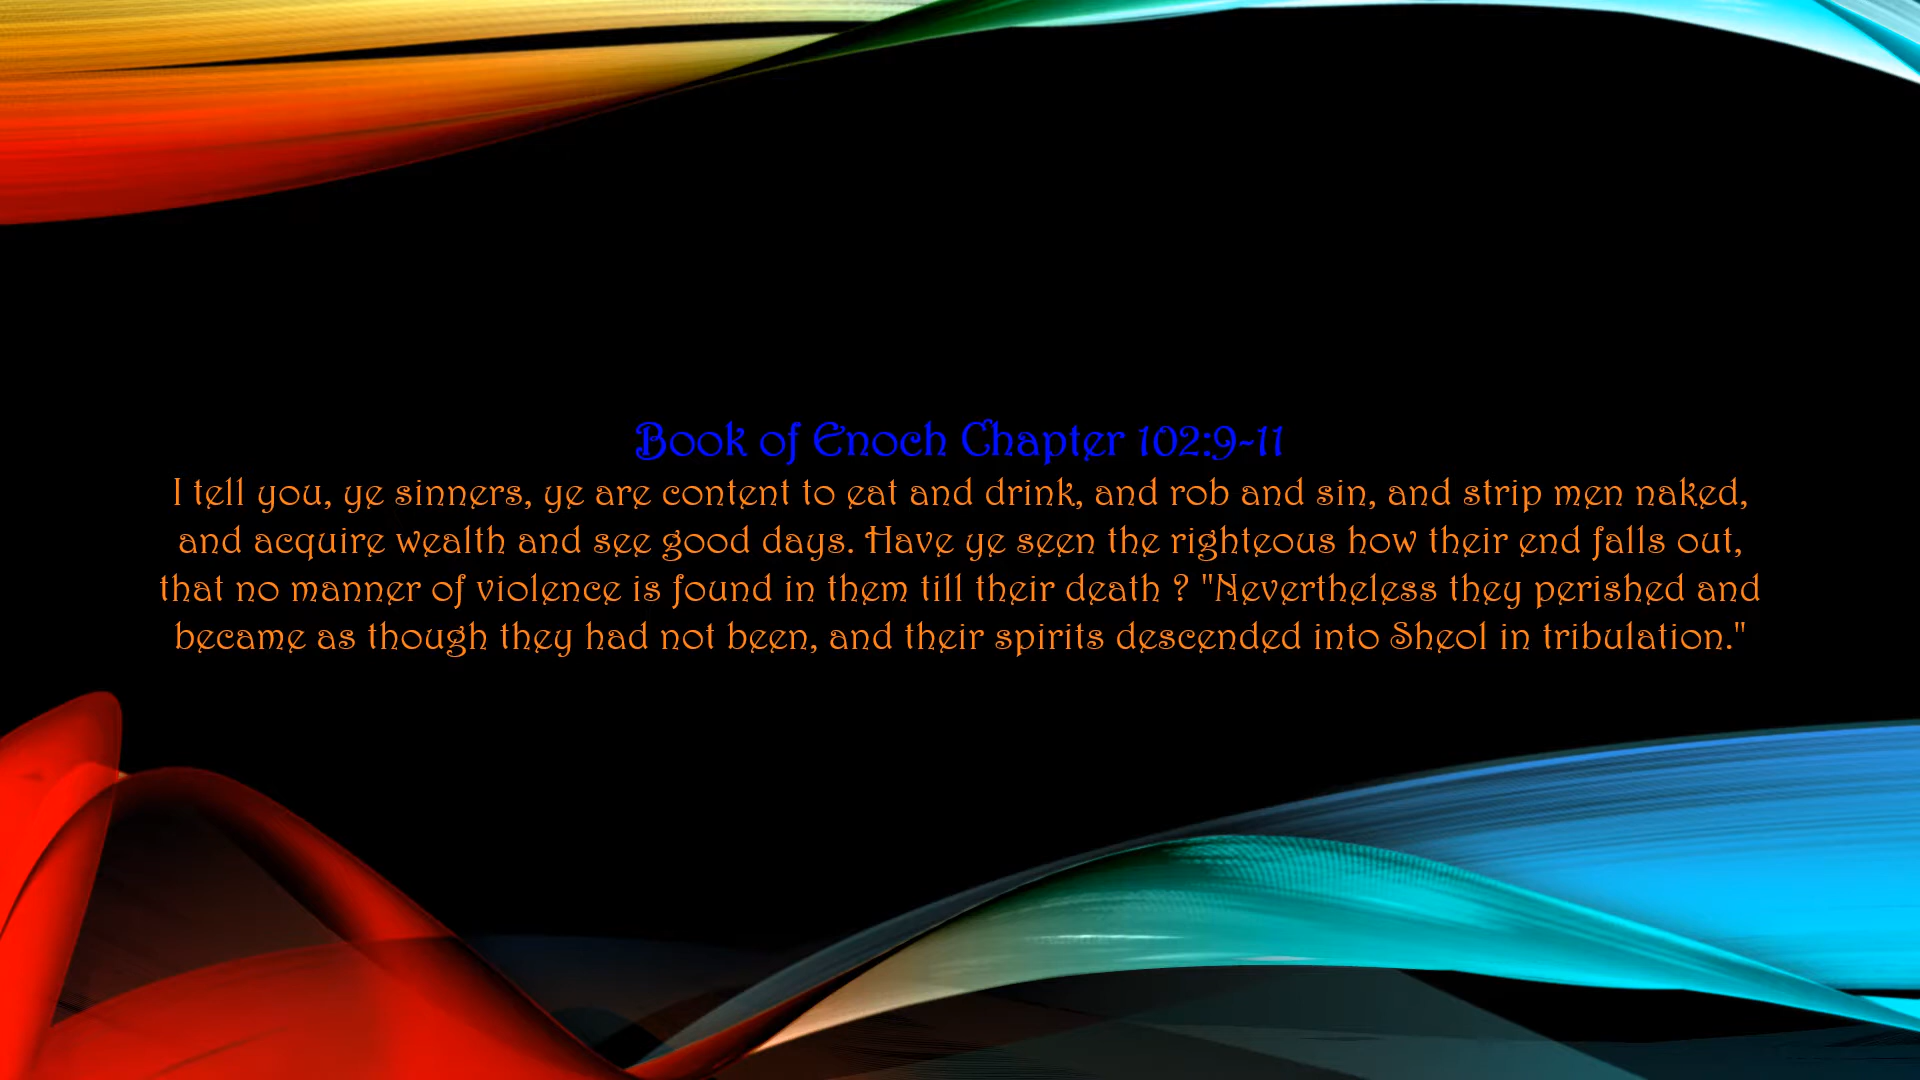 Book of Enoch Chapter 102:9-11
I tell you, ye sinners, ye are content to eat and drink, and rob and sin, and strip men naked,
and acquire wealth and see good days. Have ye seen the righteous how their end falls out,
that no manner of violence is found in them till their death ? "Nevertheless they perished and
became as though they had not been, and their spirits descended into Sheol in tribulation."